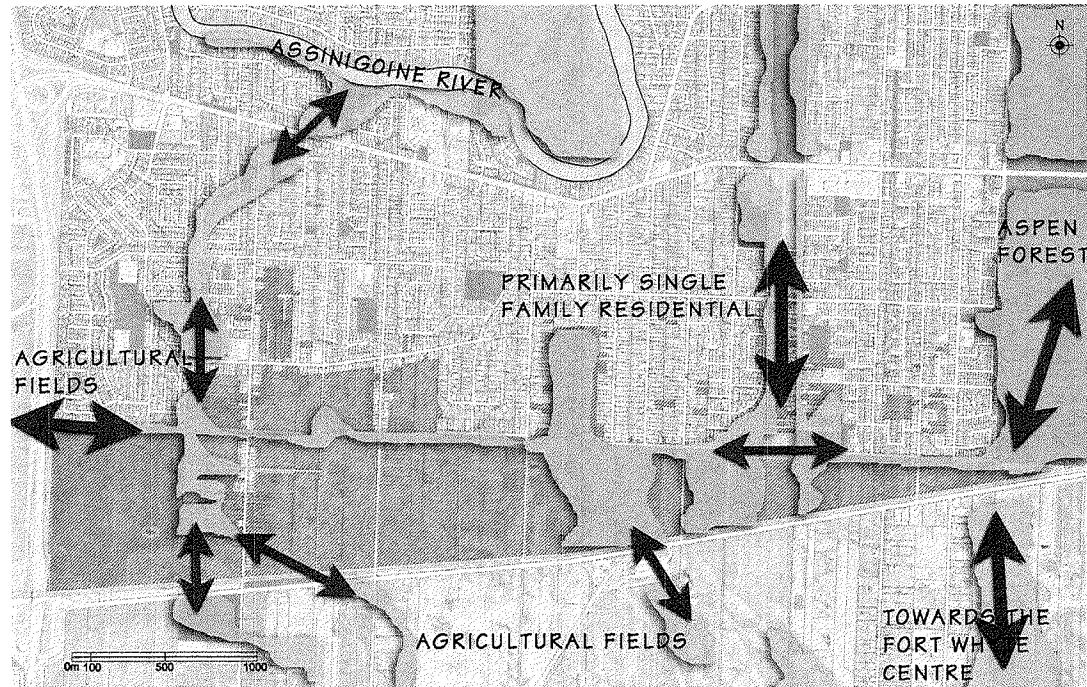 N
ASSINIGOINE RIVER
ASPEN
FOREST
PRIMARILY SINGLE
FAMILY RESIDENTIAL
AGRICULTURAL
FIELDS
AGRICULTURAL FIELDS
TOWARDS THE
FORT WHYTE
CENTRE
0m 100 500 1000